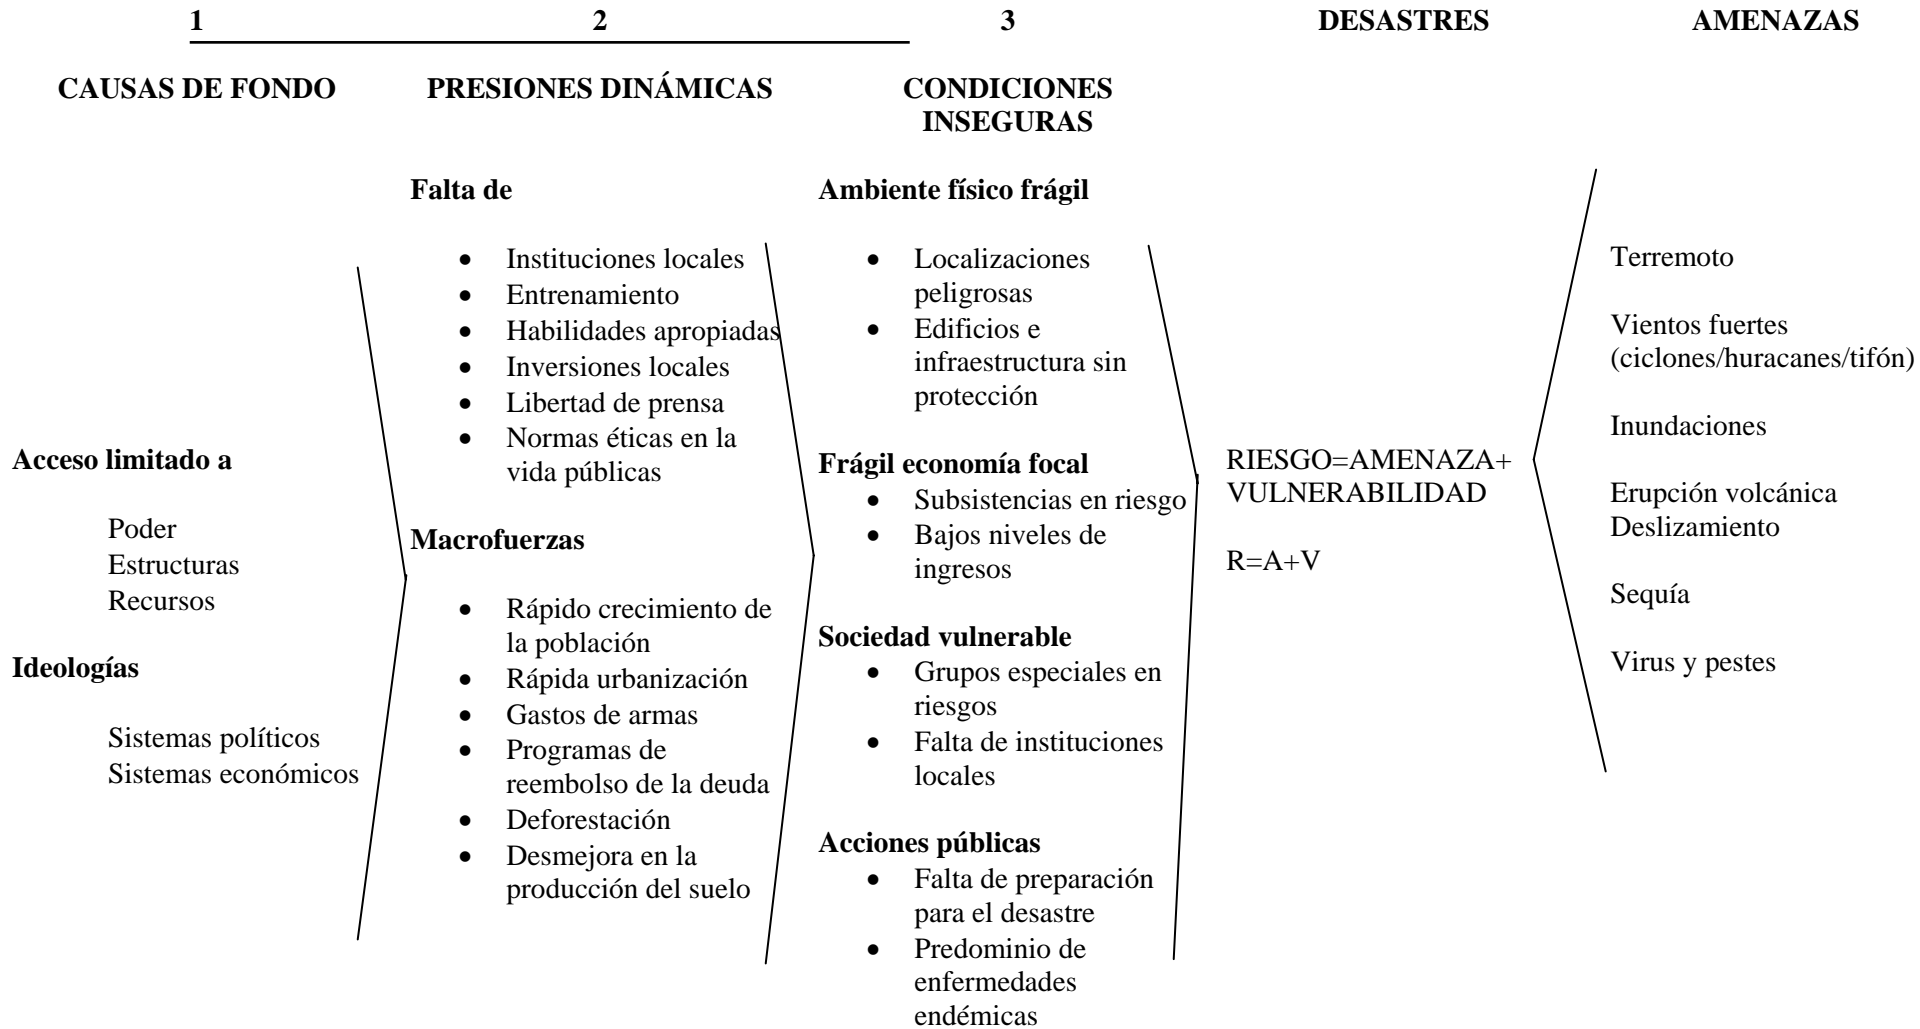 1
2
3
DESASTRES
AMENAZAS
CAUSAS DE FONDO
PRESIONES DINÁMICAS
CONDICIONES
INSEGURAS
Acceso limitado a
Poder
Estructuras
Recursos
Ideologías
Sistemas políticos
Sistemas económicos
Falta de
• Instituciones locales
• Entrenamiento
• Habilidades apropiadas
• Inversiones locales
• Libertad de prensa
• Normas éticas en la
vida públicas
Macrofuerzas
• Rápido crecimiento de
la población
• Rápida urbanización
• Gastos de armas
• Programas de
reembolso de la deuda
• Deforestación
• Desmejora en la
producción del suelo
Ambiente físico frágil
• Localizaciones
peligrosas
• Edificios e
infraestructura sin
protección
Frágil economía focal
• Subsistencias en riesgo
• Bajos niveles de
ingresos
Sociedad vulnerable
• Grupos especiales en
riesgos
• Falta de instituciones
locales
Acciones públicas
• Falta de preparación
para el desastre
• Predominio de
enfermedades
endémicas
RIESGO=AMENAZA+
VULNERABILIDAD
R=A+V
Terremoto
Vientos fuertes
(ciclones/huracanes/tifón)
Inundaciones
Erupción volcánica
Deslizamiento
Sequía
Virus y pestes